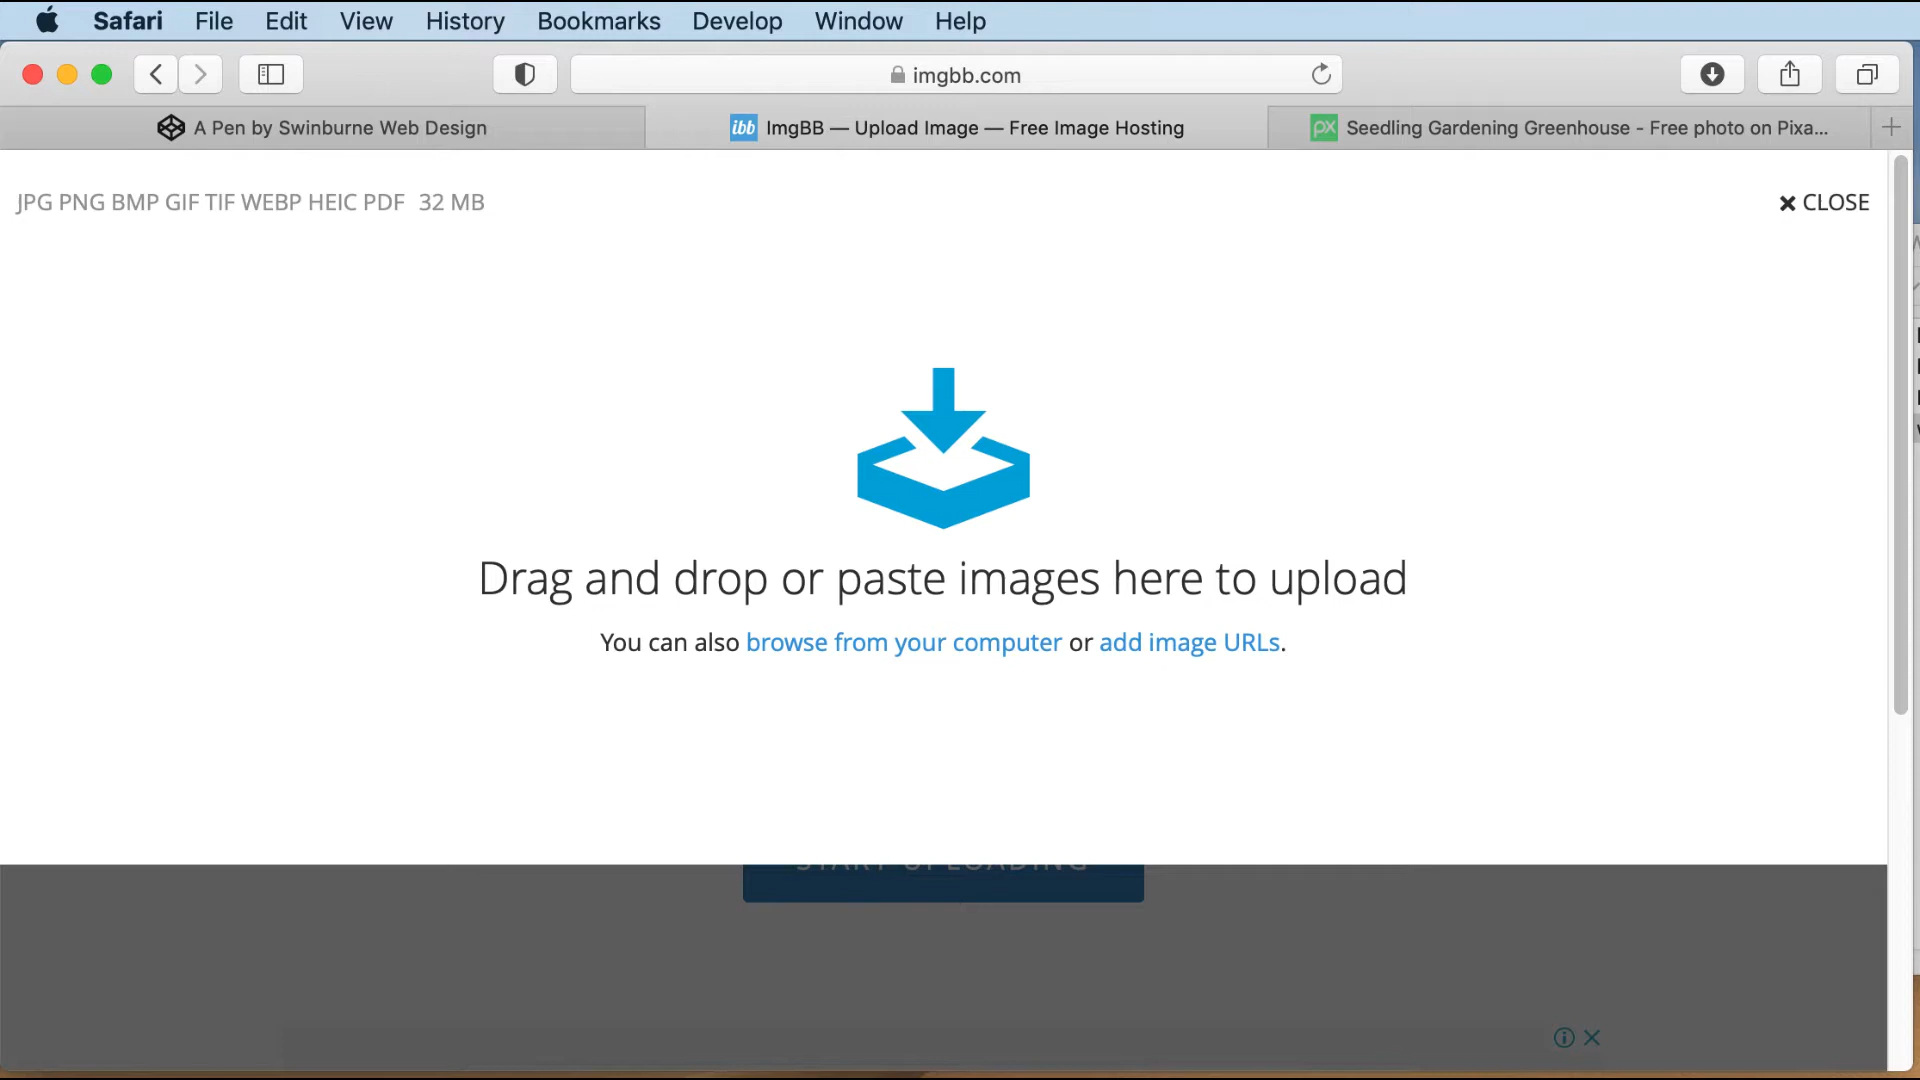 Safari File Edit View History Bookmarks Develop Window Help
imgbb.com
A Pen by Swinburne Web Design
ibb ImgBB — Upload Image — Free Image Hosting
px Seedling Gardening Greenhouse - Free photo on Pixa...
JPG PNG BMP GIF TIF WEBP HEIC PDF 32 MB
CLOSE
Drag and drop or paste images here to upload
You can also browse from your computer or add image URLs.
START UPLOADING